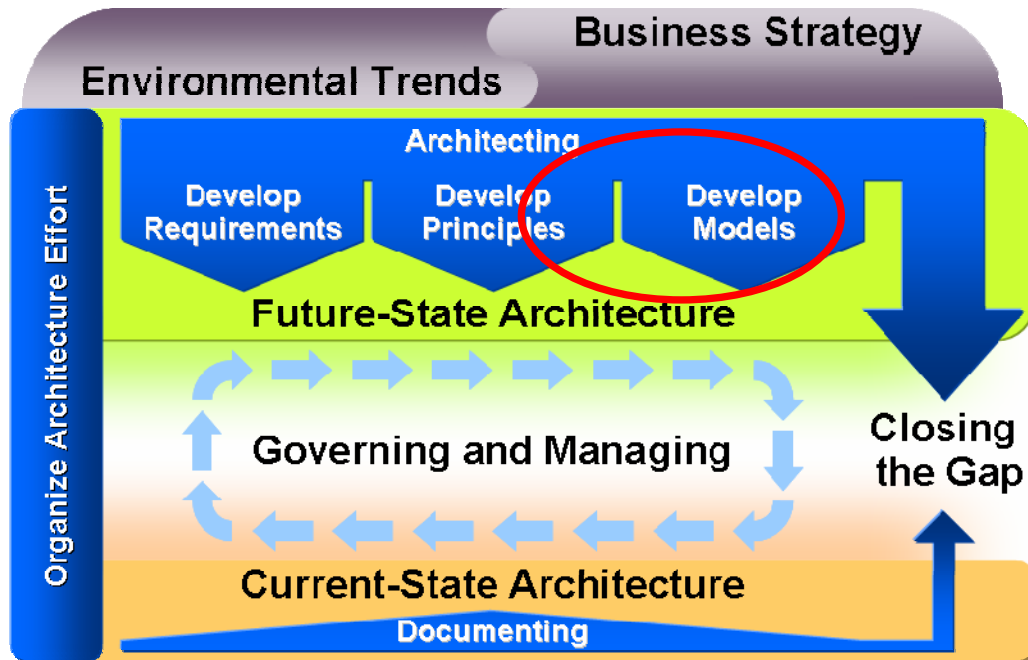 Business Strategy
Environmental Trends
Organize Architecture Effort
Architecting
Develop
Requirements
Develop
Principles
Develop
Models
Future-State Architecture
Governing and Managing
Closing
the Gap
Current-State Architecture
Documenting